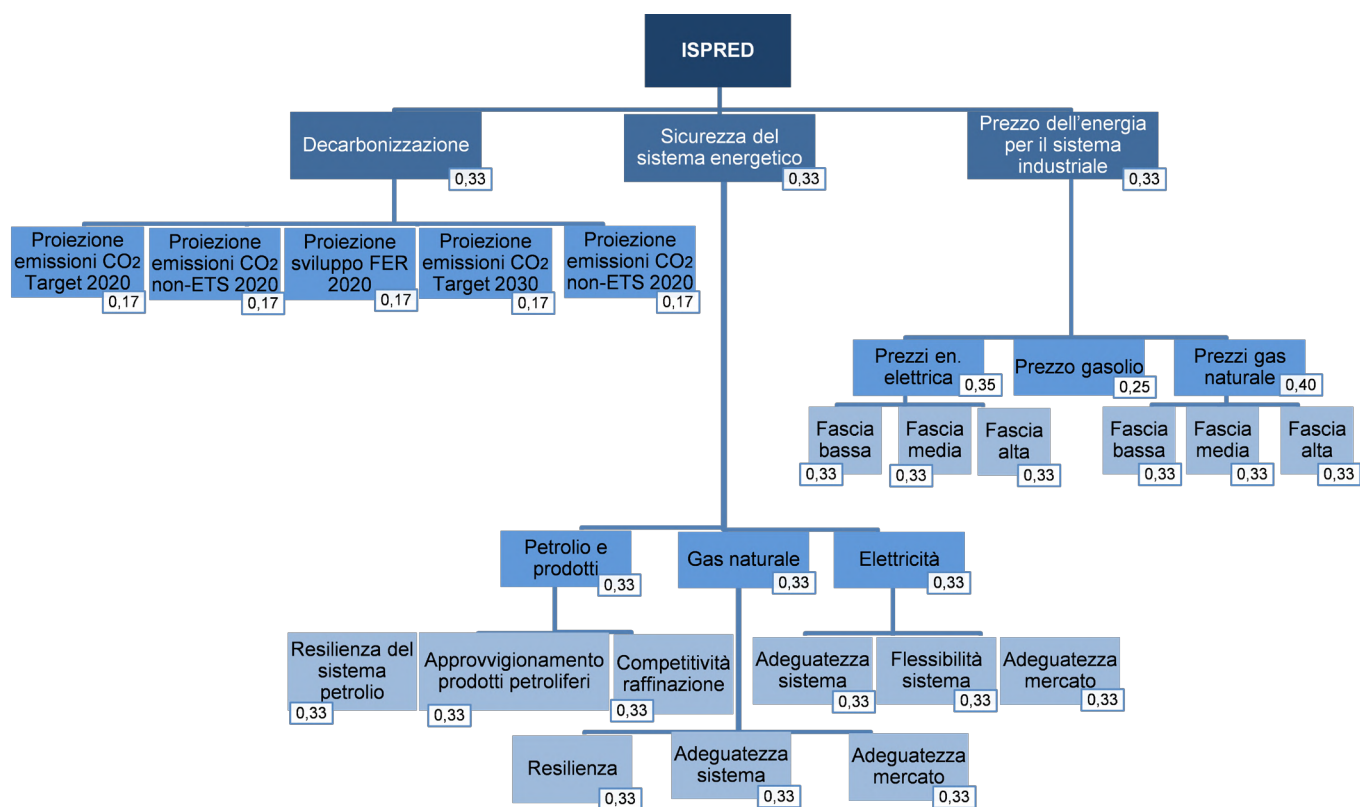 ISPRED
Decarbonizzazione
0,33
Sicurezza del
sistema energetico
0,33
Prezzo dell'energia
per il sistema
industriale
0,33
Proiezione
emissioni CO2
Target 2020
0,17
Proiezione
emissioni CO2
non-ETS 2020
0,17
Proiezione
sviluppo FER
2020
0,17
Proiezione
emissioni CO2
Target 2030
0,17
Proiezione
emissioni CO2
non-ETS 2020
0,17
Prezzi en.
elettrica
0,35
Prezzo gasolio
0,25
Prezzi gas
naturale
0,40
Fascia
bassa
0,33
Fascia
media
0,33
Fascia
alta
0,33
Fascia
bassa
0,33
Fascia
media
0,33
Fascia
alta
0,33
Petrolio e
prodotti
0,33
Gas naturale
0,33
Elettricità
0,33
Resilienza del
sistema
petrolio
0,33
Approvvigionamento
prodotti petroliferi
0,33
Competitività
raffinazione
0,33
Adeguatezza
sistema
0,33
Flessibilità
sistema
0,33
Adeguatezza
mercato
0,33
Resilienza
0,33
Adeguatezza
sistema
0,33
Adeguatezza
mercato
0,33